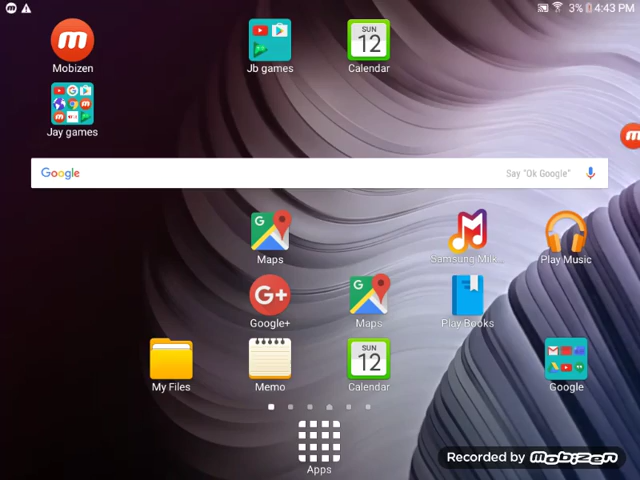 3% 4:43 PM
Mobizen
Jb games
SUN
12
Calendar
Jay games
Google
Say "Ok Google"
Maps
Samsung Milk..
Play Music
G+
Google+
Maps
Play Books
My Files
Memo
SUN
12
Calendar
Google
Apps
Recorded by Mobizen